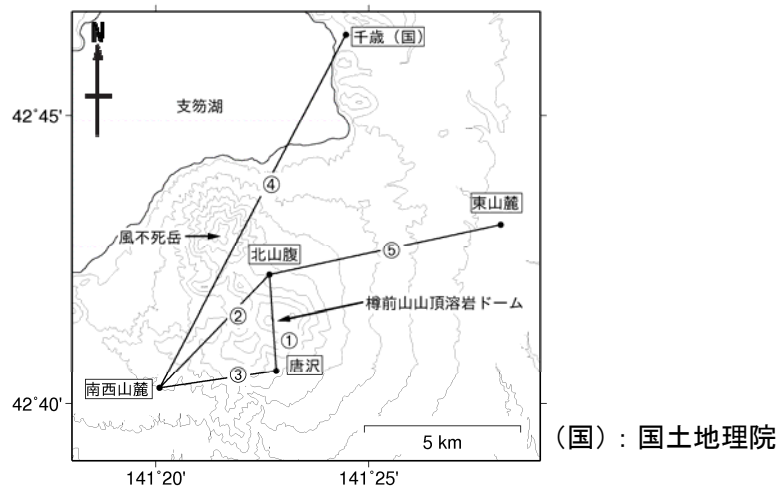 N
千歳（国）
支笏湖
42˚45'
④
東山麓
風不死岳
北山腹
⑤
樽前山山頂溶岩ドーム
②
①
唐沢
南西山麓
③
42˚40'
5 km
（国）：国土地理院
141˚20'
141˚25'